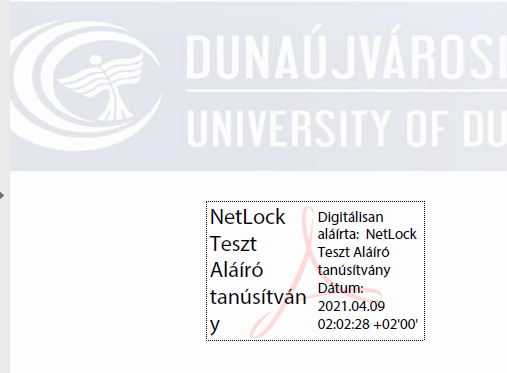 DUNAÚJVÁROSI
UNIVERSITY OF DU
NetLock
Teszt
Aláíró
tanúsítván
y
Digitálisan
aláírta: NetLock
Teszt Aláíró
tanúsítvány
Dátum:
2021.04.09
02:02:28 +02'00'